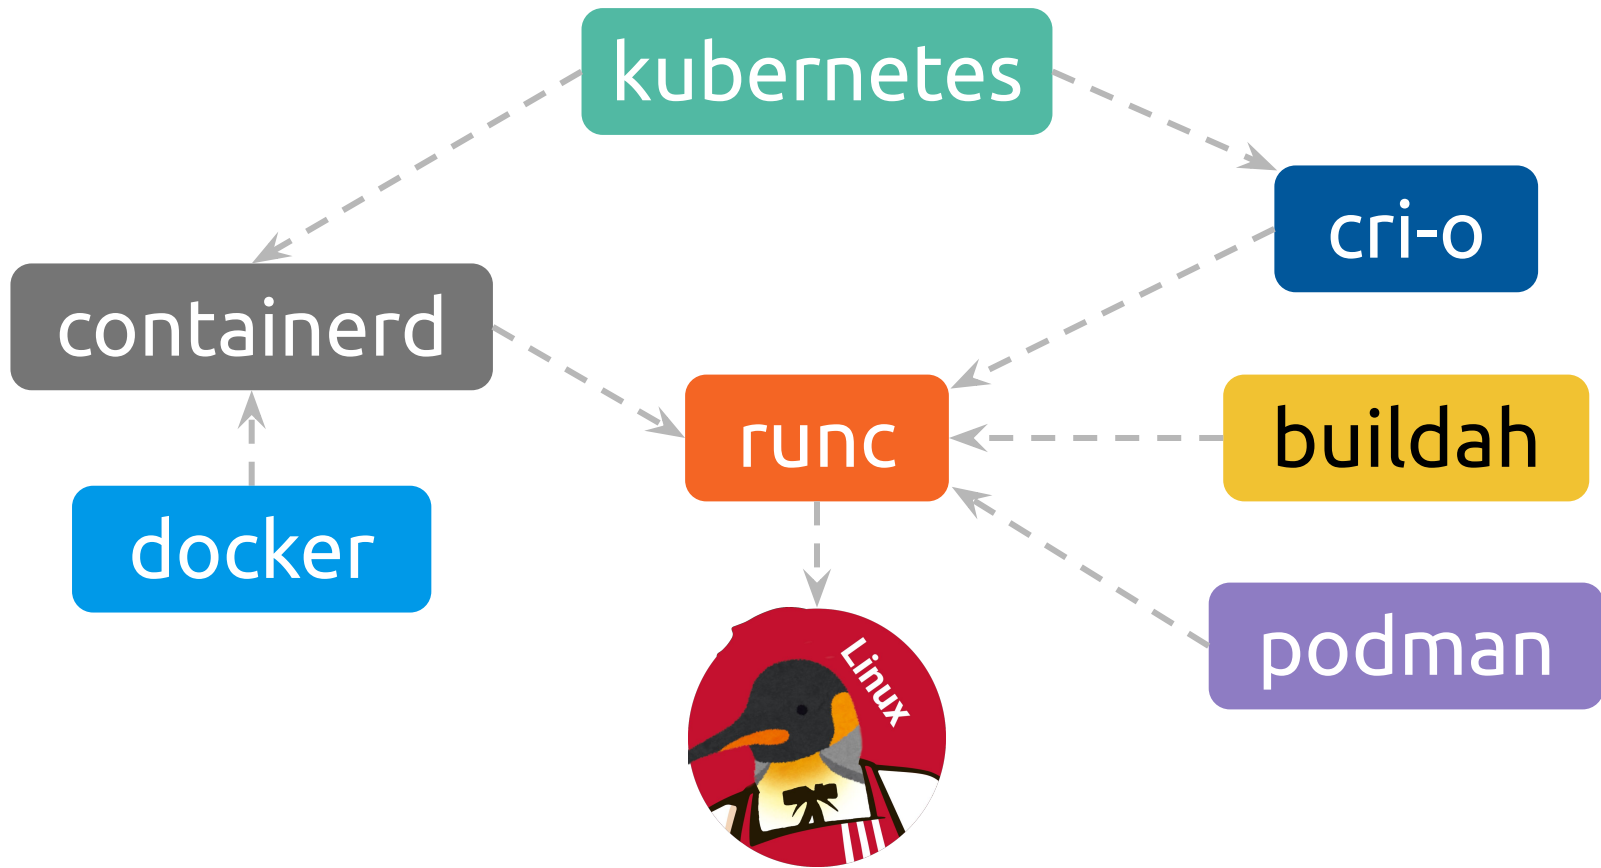 kubernetes
cri-o
containerd
runc
buildah
docker
podman
Linux